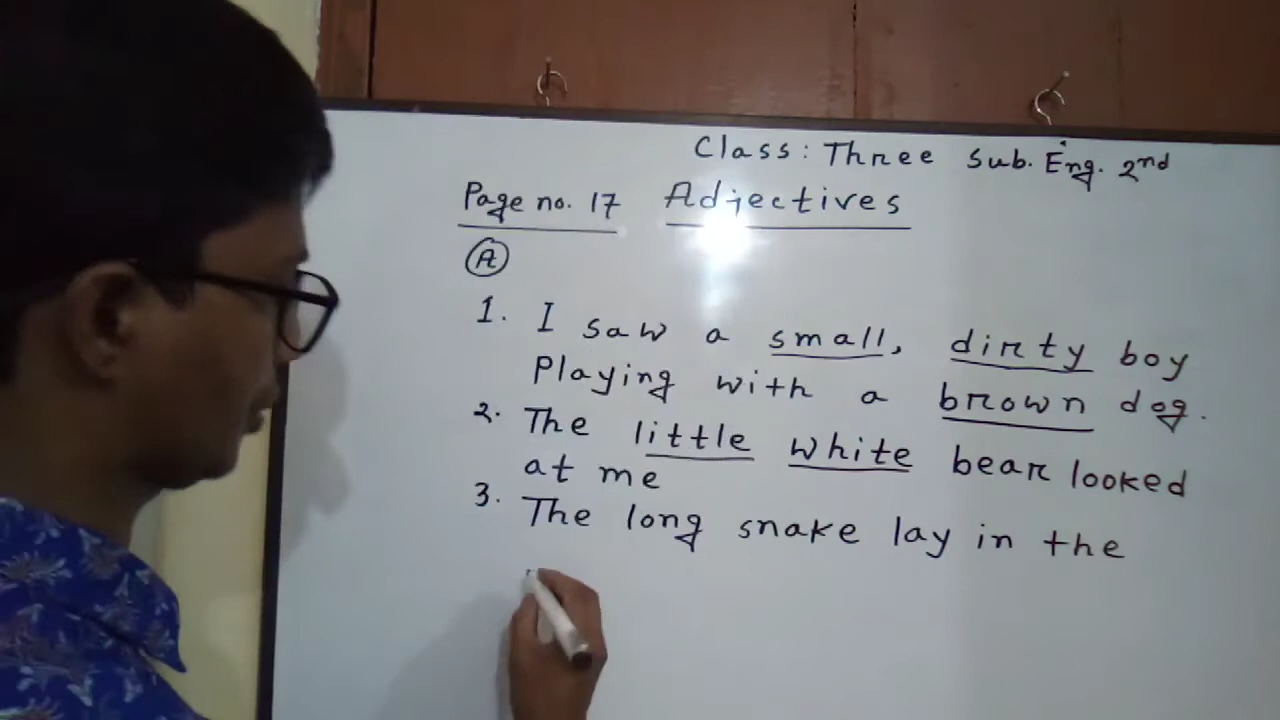 Class: Three Sub. Eng. 2nd
Page no. 17 Adjectives
A
1. I saw a small, dirty boy
Playing with a brown dog.
2. The little white bear looked
at me
3. The long snake lay in the